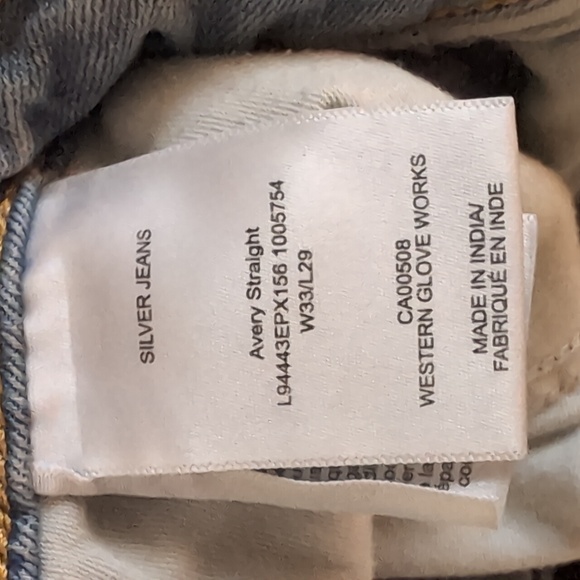 SILVER JEANS
Avery Straight
L94443EPX156 1005754
W33/L29
CA00508
WESTERN GLOVE WORKS
MADE IN INDIA/
FABRIQUÉ EN INDE